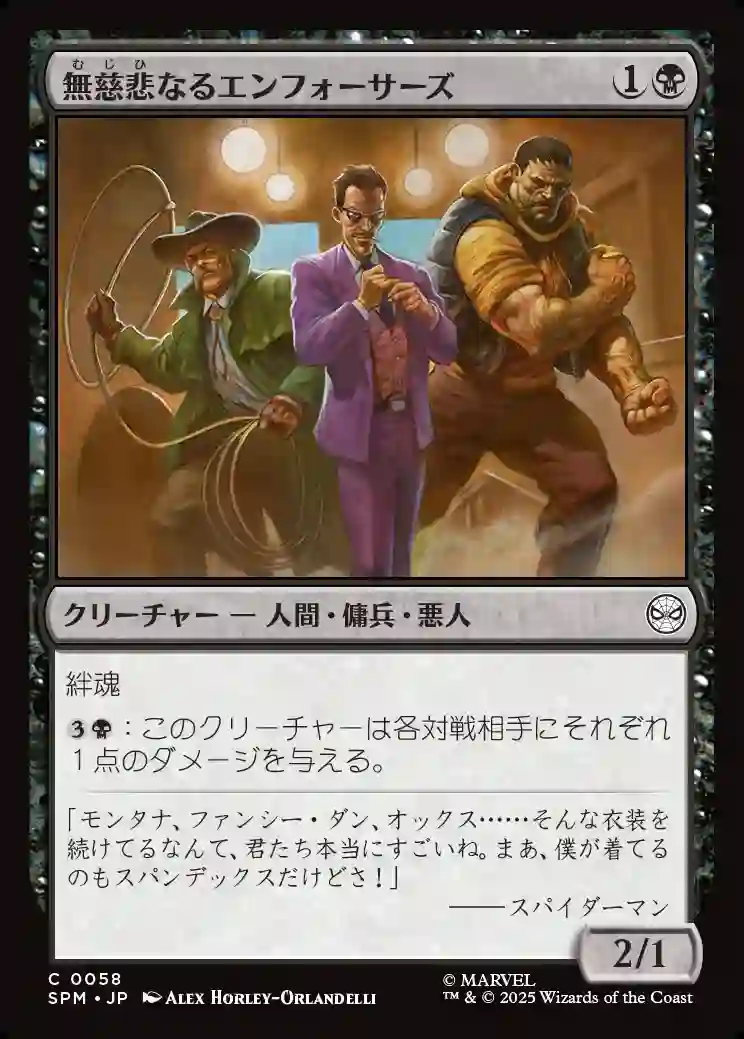 むじひ
無慈悲なるエンフォーサーズ 1
クリーチャー — 人間・傭兵・悪人
絆魂
3：このクリーチャーは各対戦相手にそれぞれ
１点のダメージを与える。
「モンタナ、ファンシー・ダン、オックス……そんな衣装を
続けてるなんて、君たち本当にすごいね。まあ、僕が着てる
のもスパンデックスだけどさ！」
――スパイダーマン
2/1
C 0058
SPM • JP ALEX HORLEY-ORLANDELLI
© MARVEL
™ & © 2025 Wizards of the Coast